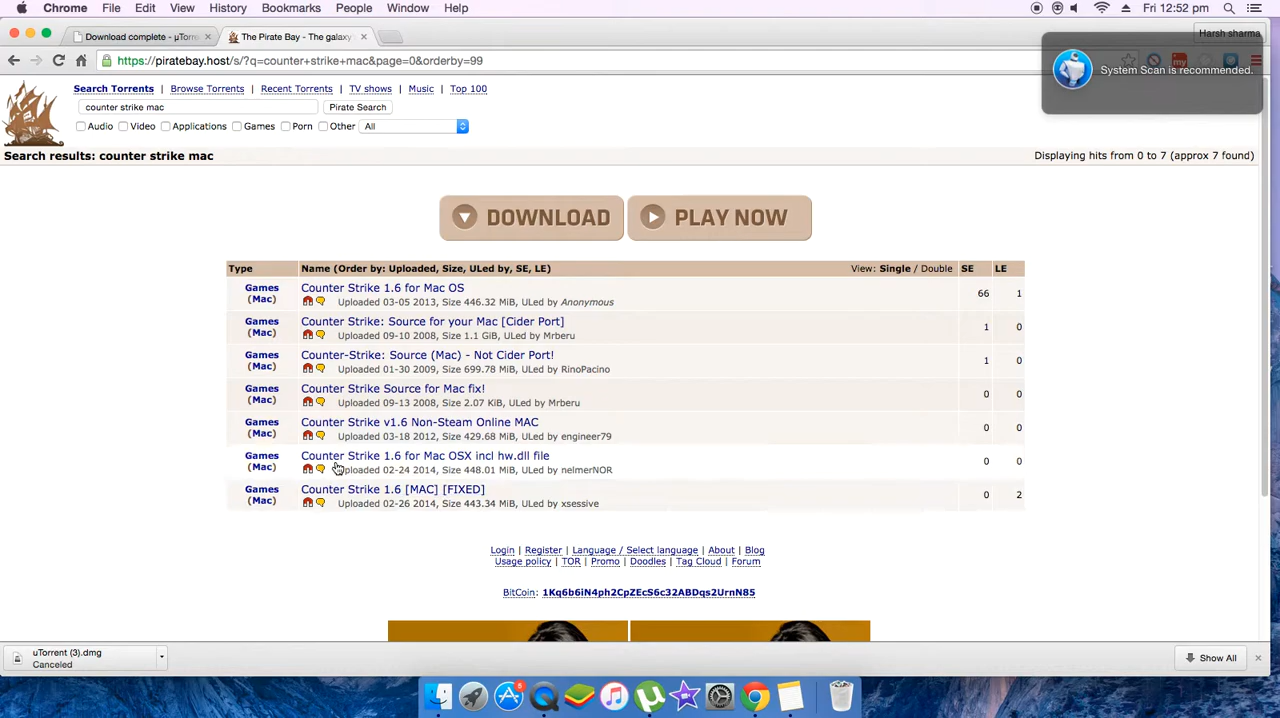 Chrome File Edit View History Bookmarks People Window Help Fri 12:52 pm
Download complete - µTorre × The Pirate Bay - The galaxy × Harsh sharma
https://piratebay.host/s/?q=counter+strike+mac&page=0&orderby=99
System Scan is recommended.
Search Torrents | Browse Torrents | Recent Torrents | TV shows | Music | Top 100
counter strike mac Pirate Search
Audio Video Applications Games Porn Other All
Search results: counter strike mac Displaying hits from 0 to 7 (approx 7 found)
DOWNLOAD PLAY NOW
Type Name (Order by: Uploaded, Size, ULed by, SE, LE) View: Single / Double SE LE
Games (Mac) Counter Strike 1.6 for Mac OS 66 1
Uploaded 03-05 2013, Size 446.32 MiB, ULed by Anonymous
Games (Mac) Counter Strike: Source for your Mac [Cider Port] 1 0
Uploaded 09-10 2008, Size 1.1 GiB, ULed by Mrberu
Games (Mac) Counter-Strike: Source (Mac) - Not Cider Port! 1 0
Uploaded 01-30 2009, Size 699.78 MiB, ULed by RinoPacino
Games (Mac) Counter Strike Source for Mac fix! 0 0
Uploaded 09-13 2008, Size 2.07 KiB, ULed by Mrberu
Games (Mac) Counter Strike v1.6 Non-Steam Online MAC 0 0
Uploaded 03-18 2012, Size 429.68 MiB, ULed by engineer79
Games (Mac) Counter Strike 1.6 for Mac OSX incl hw.dll file 0 0
Uploaded 02-24 2014, Size 448.01 MiB, ULed by nelmerNOR
Games (Mac) Counter Strike 1.6 [MAC] [FIXED] 0 2
Uploaded 02-26 2014, Size 443.34 MiB, ULed by xsessive
Login | Register | Language / Select language | About | Blog
Usage policy | TOR | Promo | Doodles | Tag Cloud | Forum
BitCoin: 1Kq6b6iN4ph2CpZEcS6c32ABDqs2UrnN85
uTorrent (3).dmg
Canceled
Show All